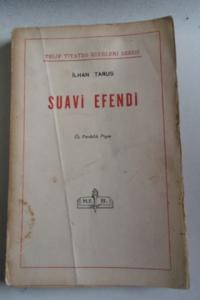 TELİF TİYATRO ESERLERİ SERİSİ
İLHAN TARUS
SUAVİ EFENDİ
Üç Perdelik Piyes
M.E. B.